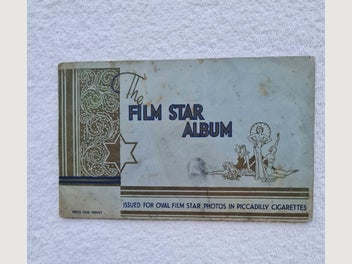 The
FILM STAR
ALBUM
ISSUED FOR OVAL FILM STAR PHOTOS IN PICCADILLY CIGARETTES
PRICE ONE PENNY